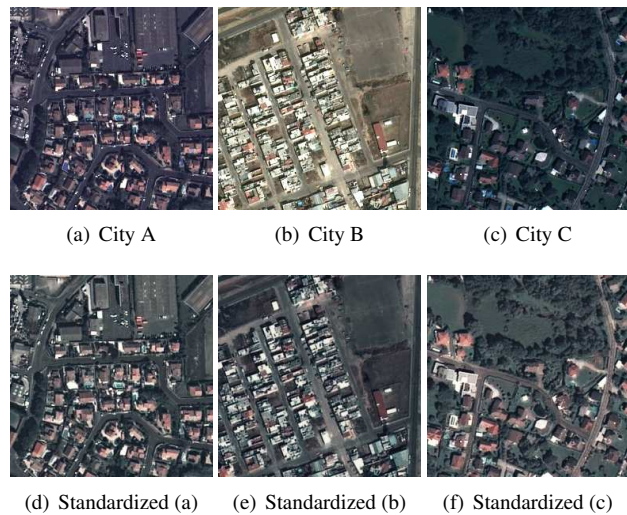 (a) City A
(b) City B
(c) City C
(d) Standardized (a)
(e) Standardized (b)
(f) Standardized (c)